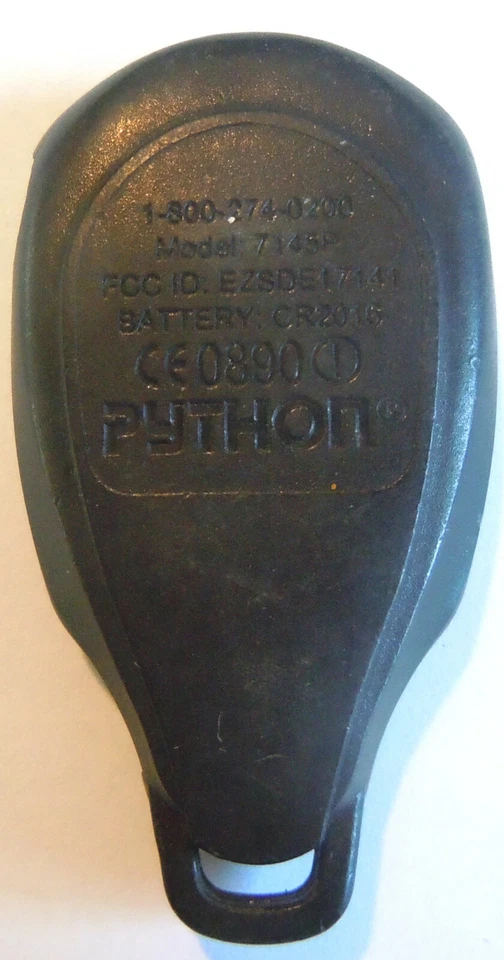 1-800-274-0200
Model: 7145P
FCC ID: EZSDEI7141
BATTERY: CR2016
CE0890
PYTHON®